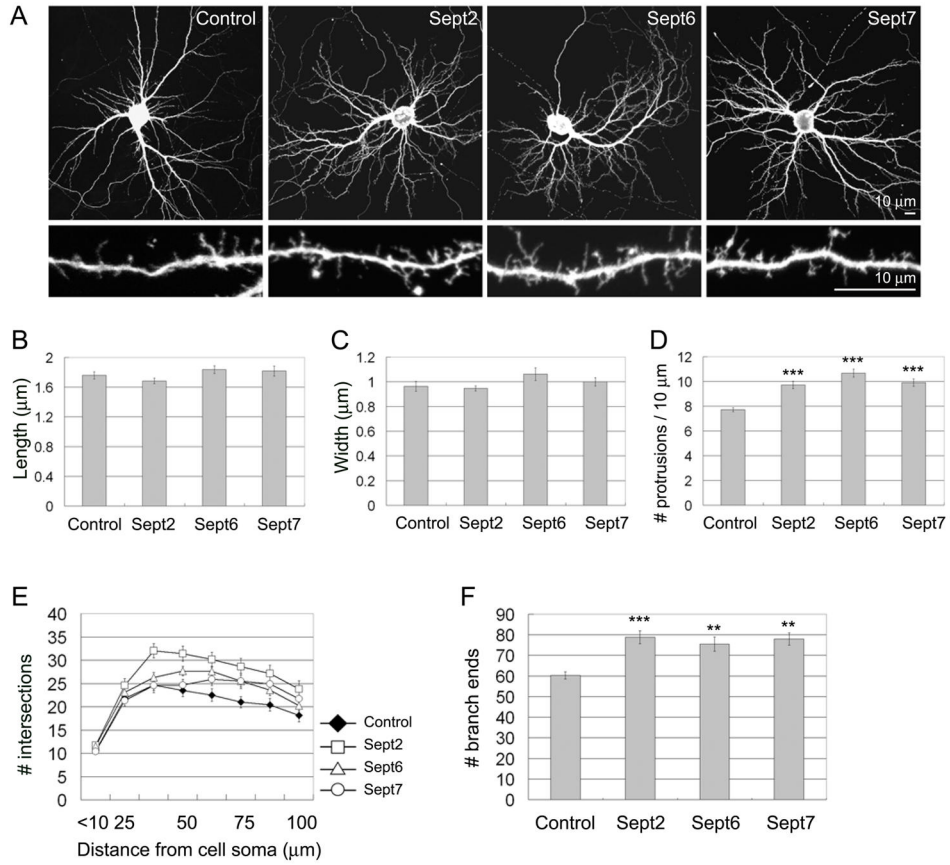 A
Control
Sept2
Sept6
Sept7
10 μm
10 μm
B
Length (μm)
2
1.6
1.2
0.8
0.4
0
Control Sept2 Sept6 Sept7
C
Width (μm)
1.2
1
0.8
0.6
0.4
0.2
0
Control Sept2 Sept6 Sept7
D
# protrusions / 10 μm
12
10
8
6
4
2
0
*** *** ***
Control Sept2 Sept6 Sept7
E
# intersections
40
35
30
25
20
15
10
5
0
<10 25 50 75 100
Distance from cell soma (μm)
Control
Sept2
Sept6
Sept7
F
# branch ends
90
80
70
60
50
40
30
20
10
0
*** ** **
Control Sept2 Sept6 Sept7